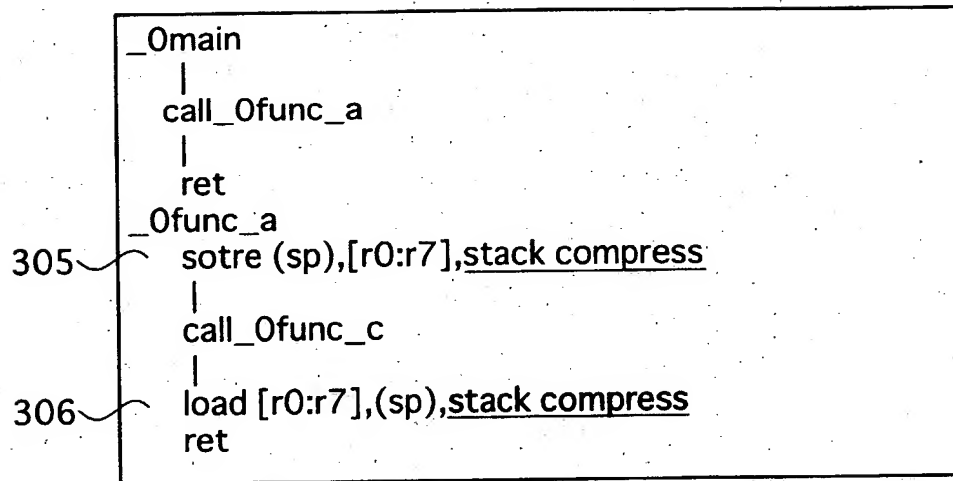 _0main
call_0func_a
ret
_0func_a
305 sotre (sp),[r0:r7],stack compress
call_0func_c
306 load [r0:r7],(sp),stack compress
ret